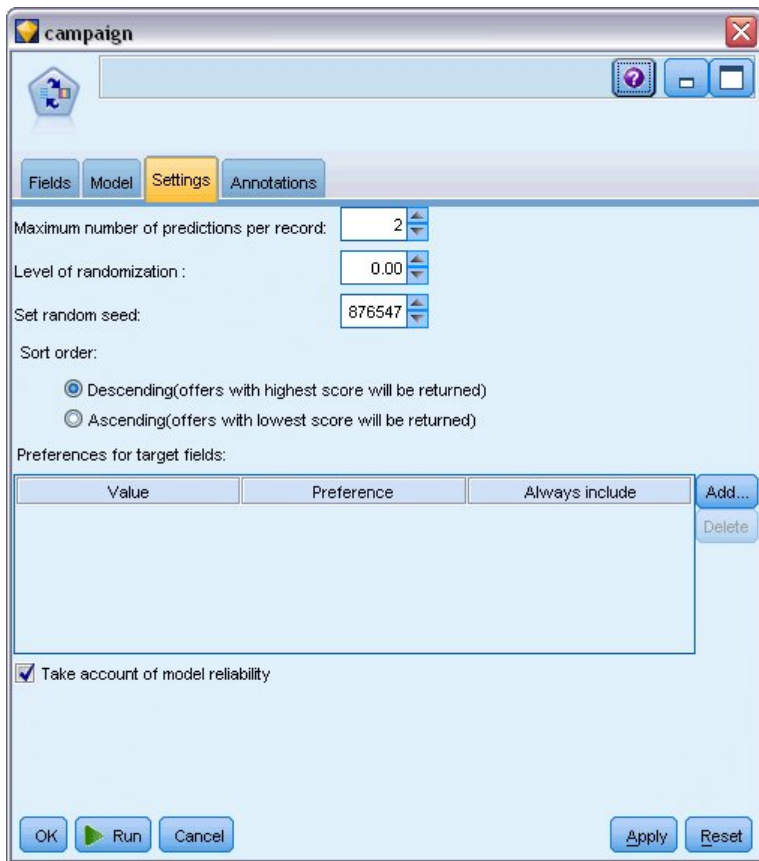 campaign
Fields Model Settings Annotations
Maximum number of predictions per record: 2
Level of randomization : 0.00
Set random seed: 876547
Sort order:
Descending(offers with highest score will be returned)
Ascending(offers with lowest score will be returned)
Preferences for target fields:
Value Preference Always include Add...
Delete
Take account of model reliability
OK Run Cancel Apply Reset